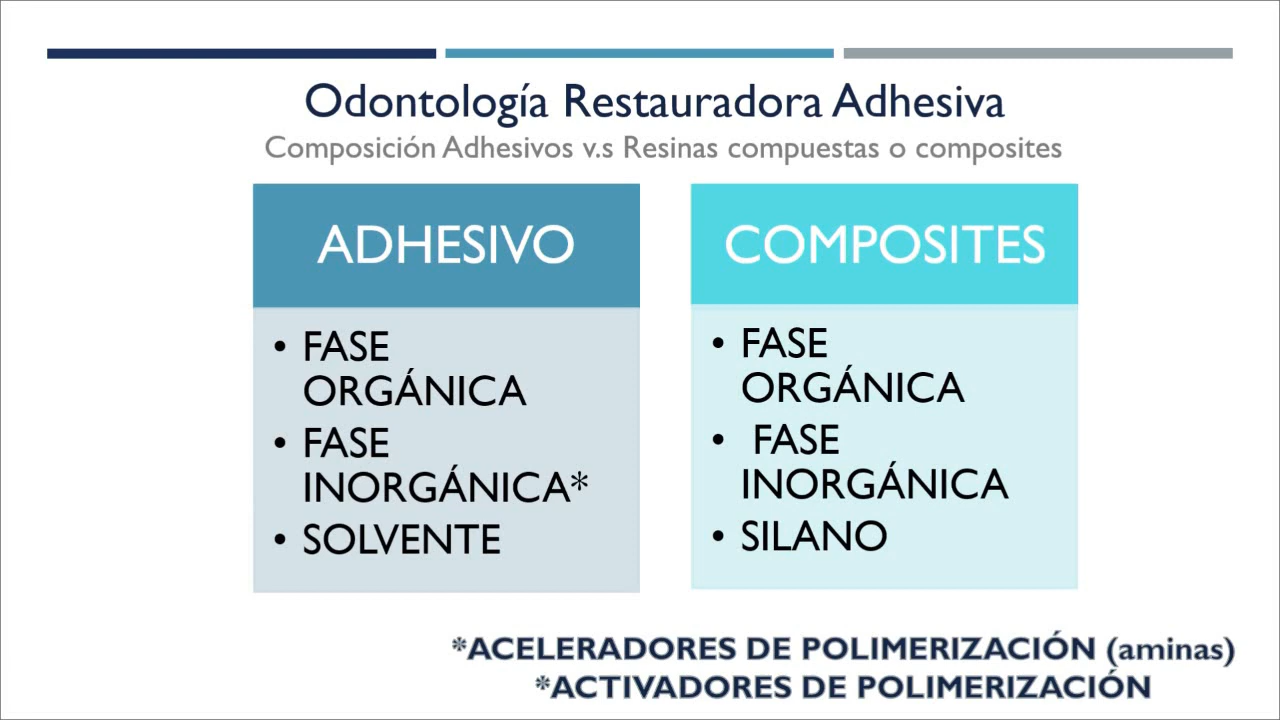 Odontología Restauradora Adhesiva
Composición Adhesivos v.s Resinas compuestas o composites
ADHESIVO
• FASE
ORGÁNICA
• FASE
INORGÁNICA*
• SOLVENTE
COMPOSITES
• FASE
ORGÁNICA
• FASE
INORGÁNICA
• SILANO
*ACELERADORES DE POLIMERIZACIÓN (aminas)
*ACTIVADORES DE POLIMERIZACIÓN